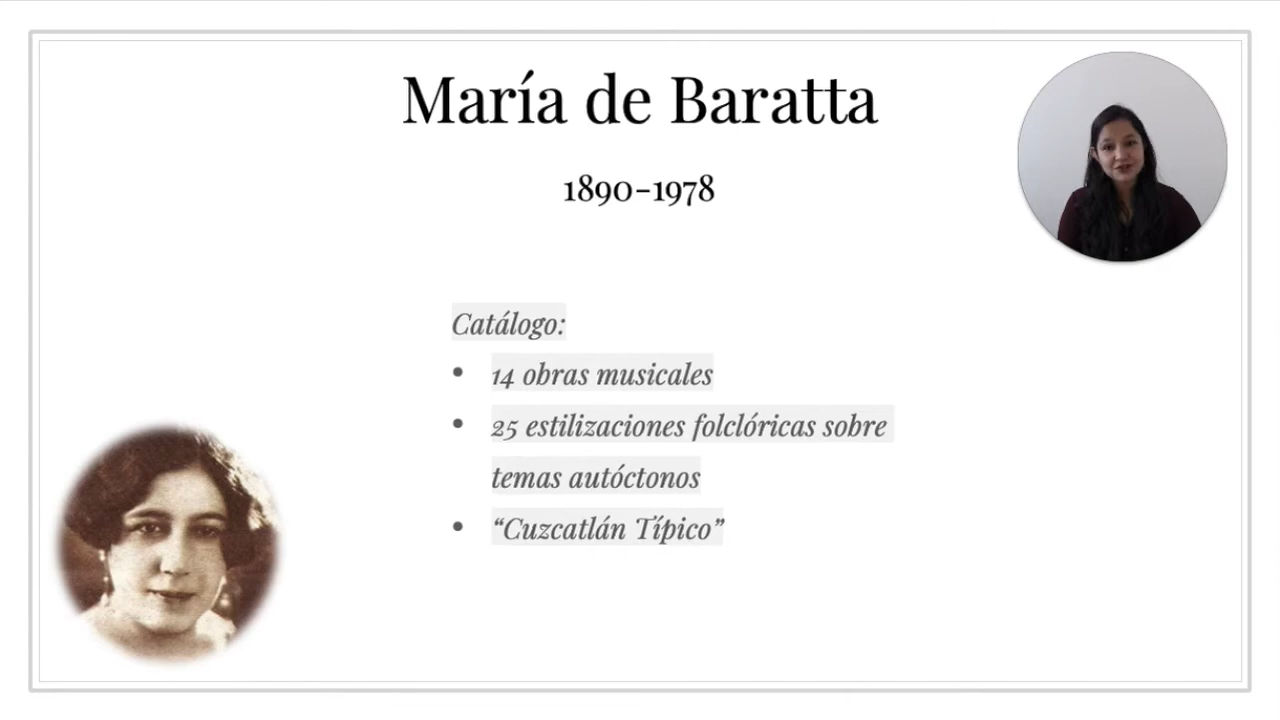 María de Baratta
1890-1978
Catálogo:
• 14 obras musicales
• 25 estilizaciones folclóricas sobre
temas autóctonos
• “Cuzcatlán Típico”